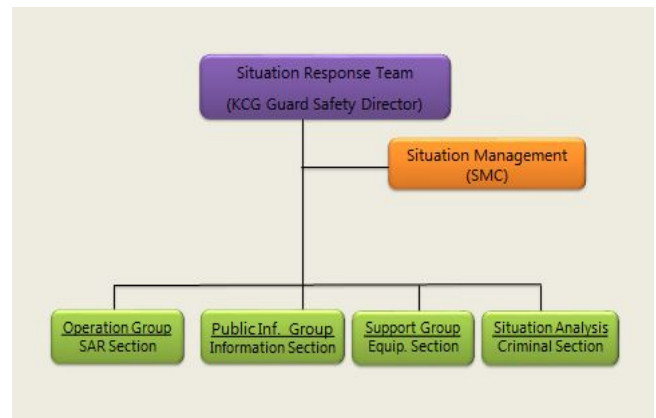 Situation Response Team
(KCG Guard Safety Director)
Situation Management
(SMC)
Operation Group
SAR Section
Public Inf. Group
Information Section
Support Group
Equip. Section
Situation Analysis
Criminal Section